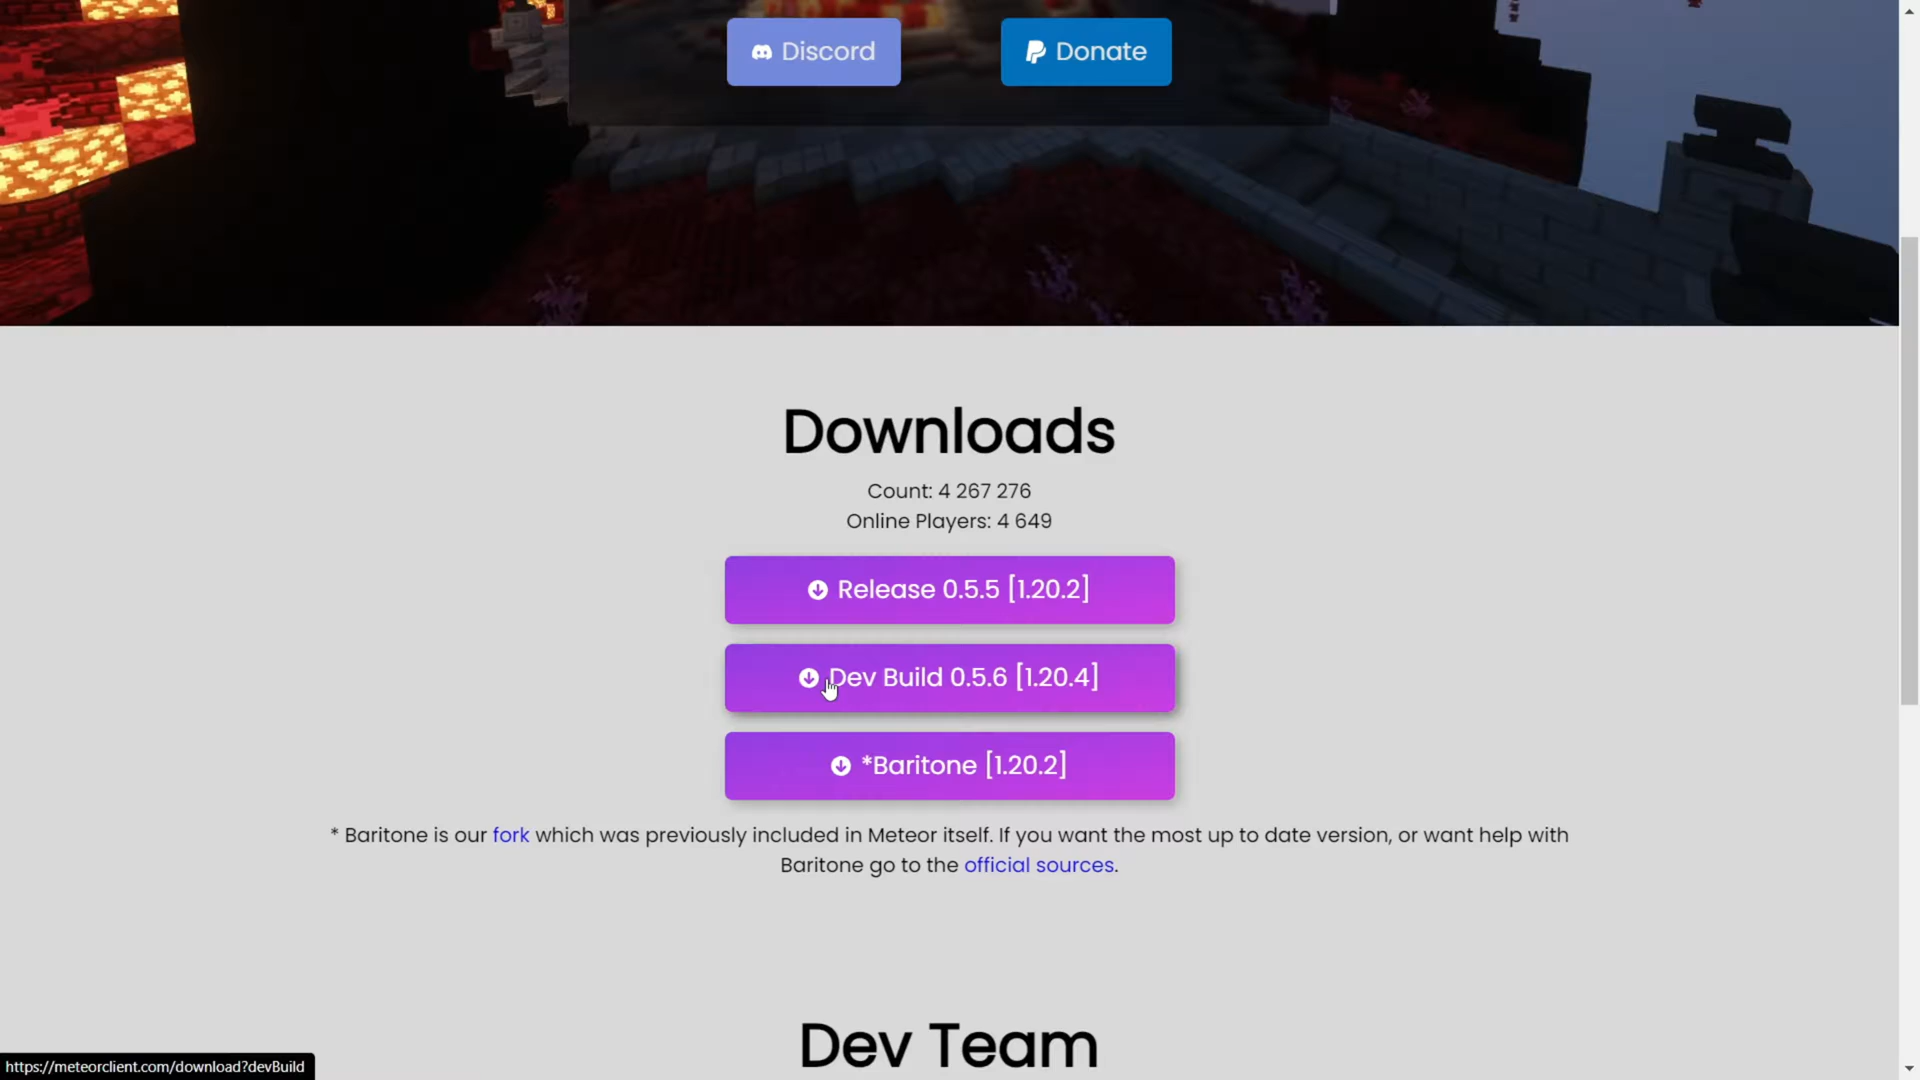 Discord
Donate
Downloads
Count: 4 267 276
Online Players: 4 649
Release 0.5.5 [1.20.2]
Dev Build 0.5.6 [1.20.4]
*Baritone [1.20.2]
* Baritone is our fork which was previously included in Meteor itself. If you want the most up to date version, or want help with
Baritone go to the official sources.
Dev Team
https://meteorclient.com/download?devBuild